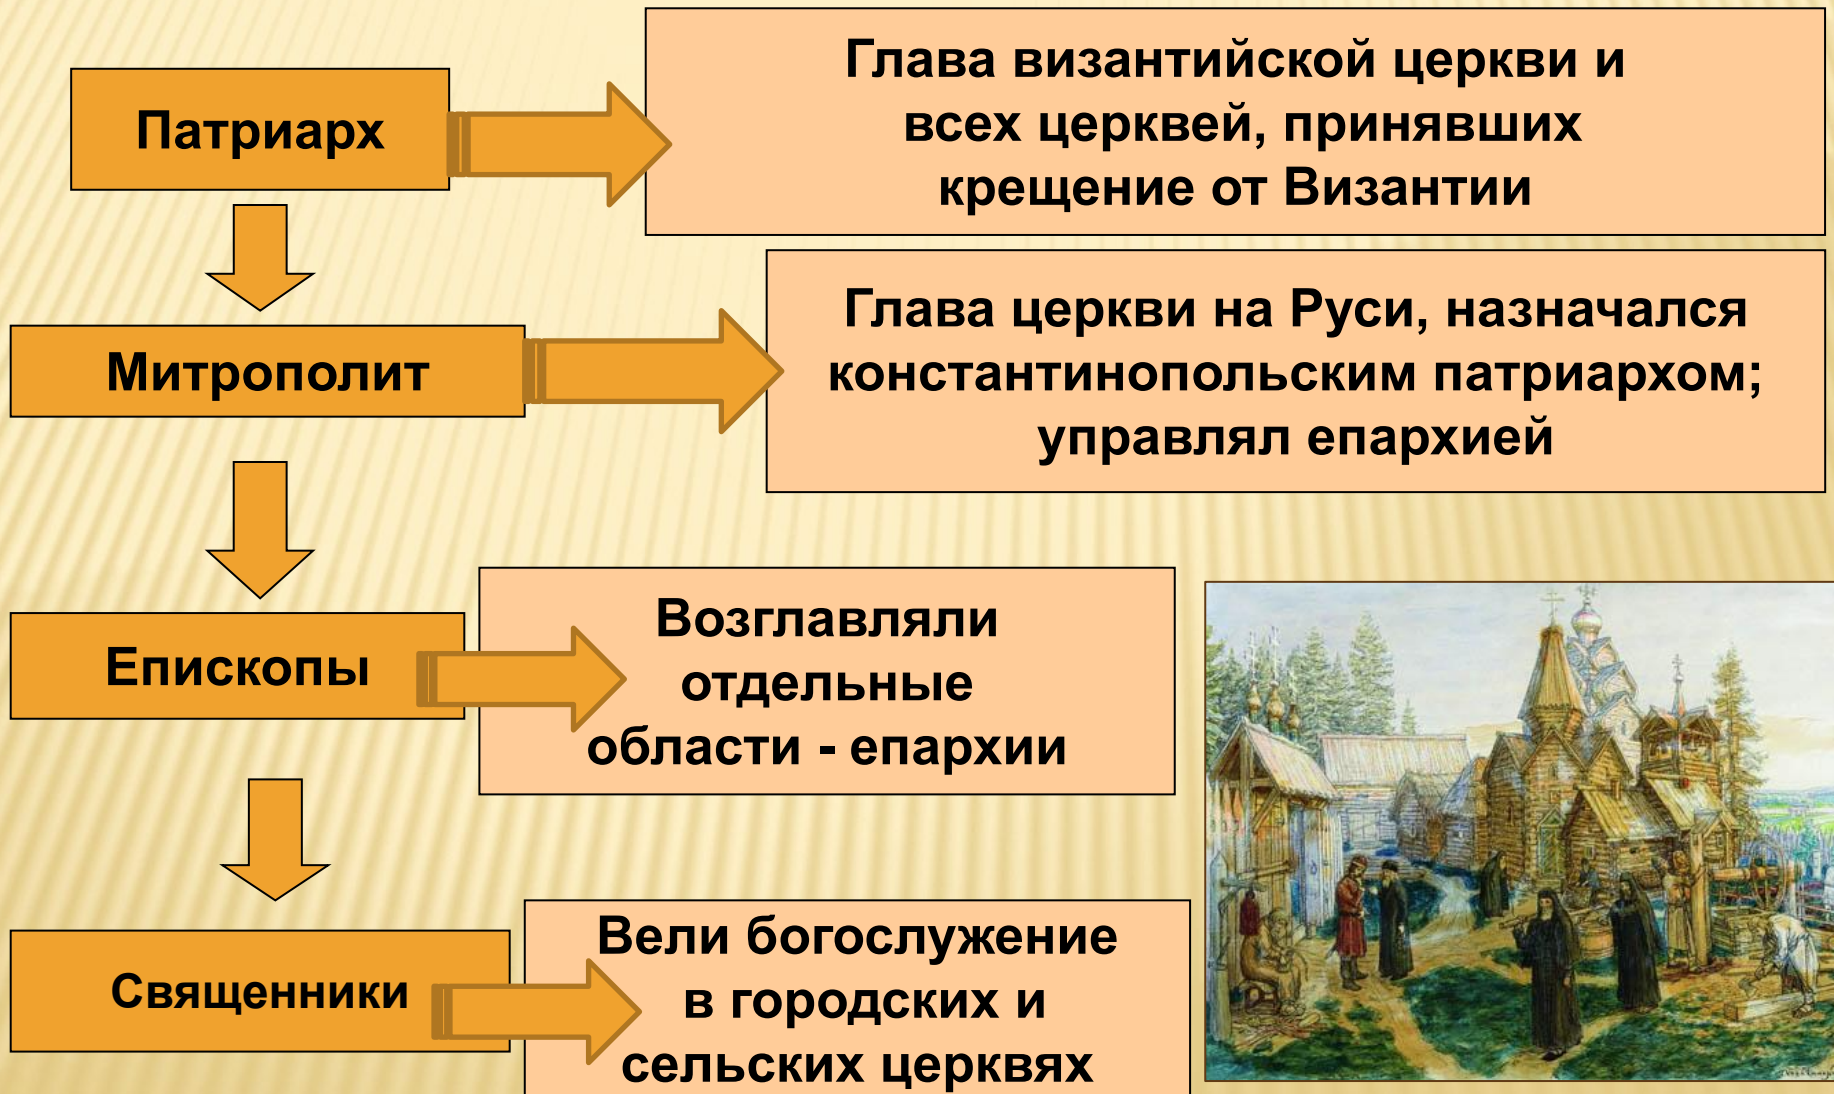 Патриарх
Глава византийской церкви и
всех церквей, принявших
крещение от Византии
Митрополит
Глава церкви на Руси, назначался
константинопольским патриархом;
управлял епархией
Епископы
Возглавляли
отдельные
области - епархии
Священники
Вели богослужение
в городских и
сельских церквях